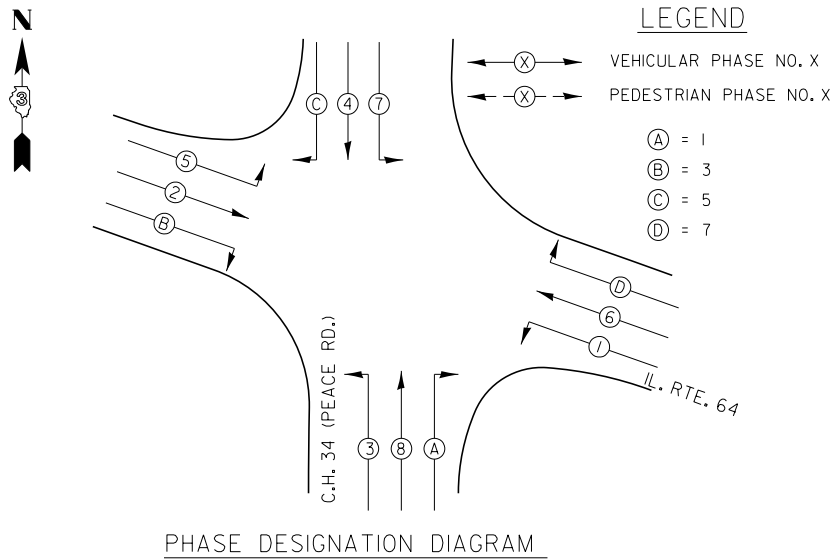 N
3
LEGEND
X VEHICULAR PHASE NO. X
X PEDESTRIAN PHASE NO. X
A = 1
B = 3
C = 5
D = 7
C 4 7
5
2
B
D
6
1
IL. RTE. 64
C.H. 34 (PEACE RD.)
3 8 A
PHASE DESIGNATION DIAGRAM